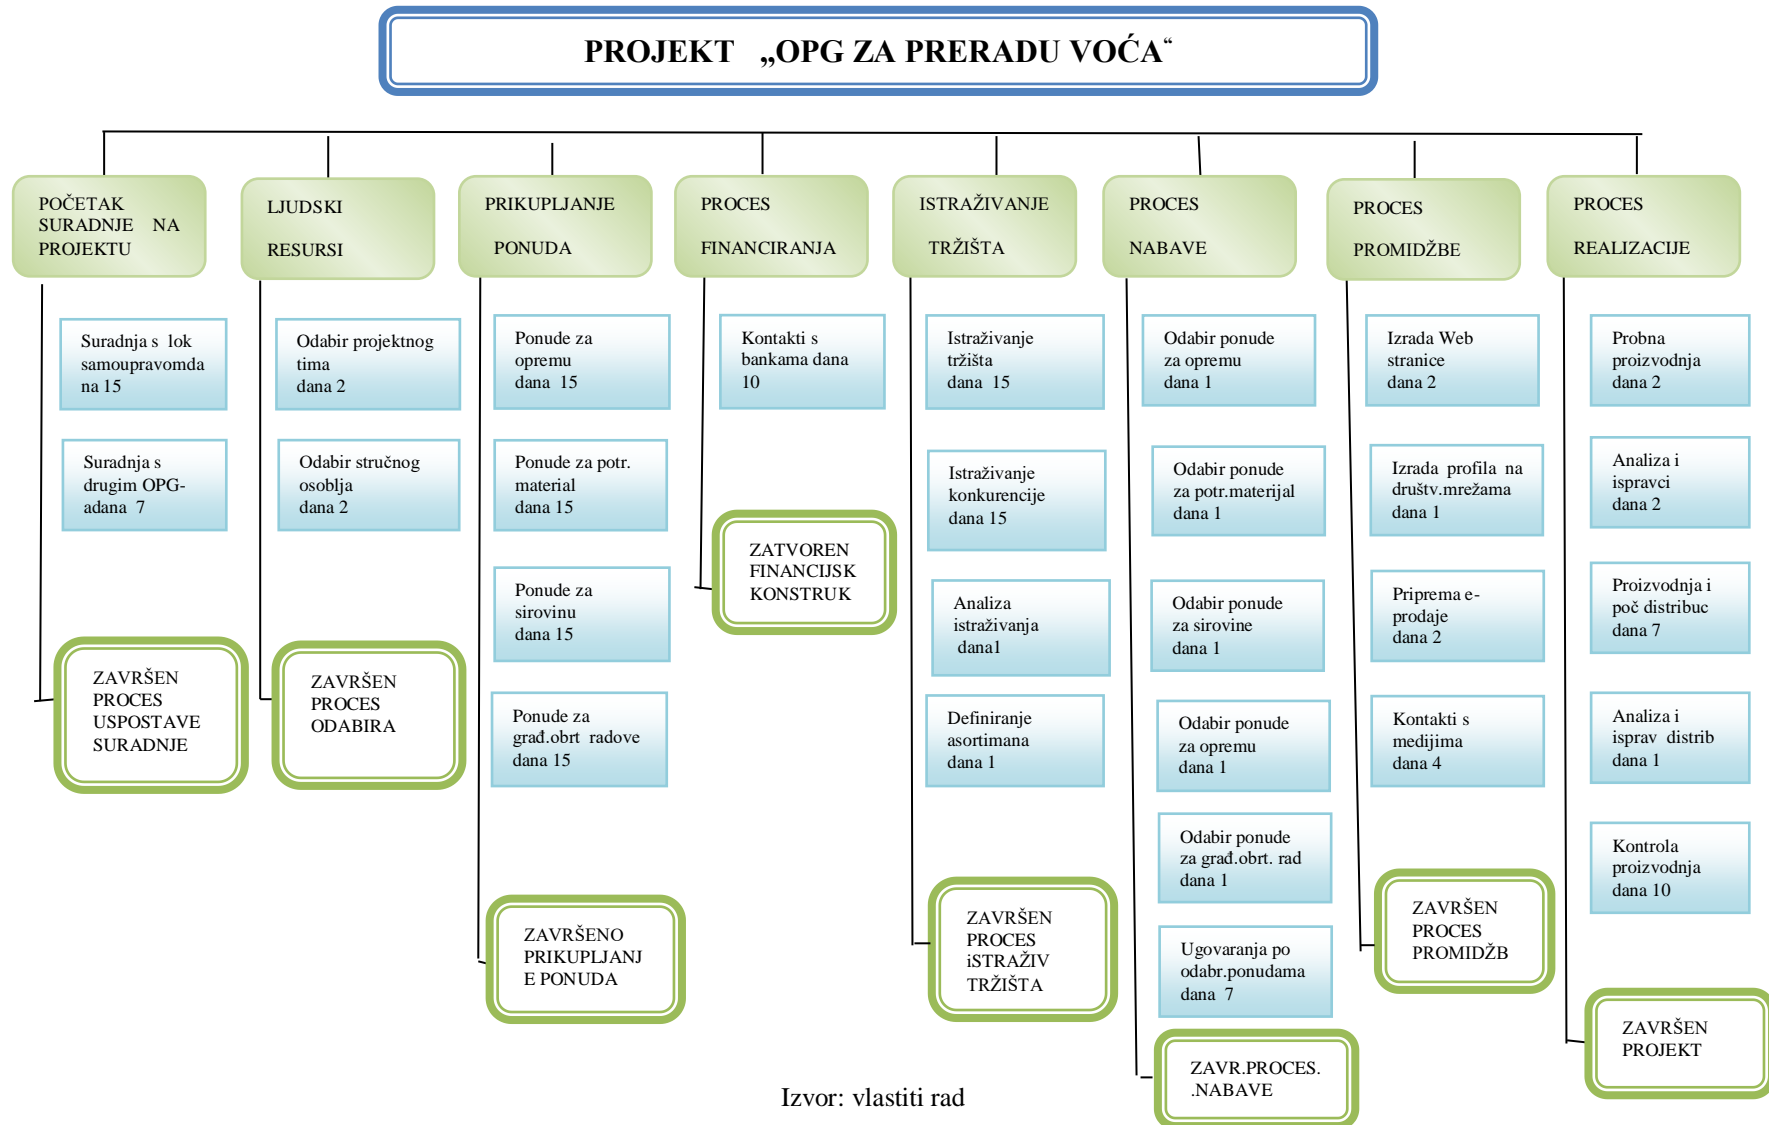 PROJEKT „OPG ZA PRERADU VOĆA“
POČETAK
SURADNJE NA
PROJEKTU
Suradnja s lok
samoupravomda
na 15
Suradnja s
drugim OPG-
adana 7
ZAVRŠEN
PROCES
USPOSTAVE
SURADNJE
LJUDSKI
RESURSI
Odabir projektnog
tima
dana 2
Odabir stručnog
osoblja
dana 2
ZAVRŠEN
PROCES
ODABIRA
PRIKUPLJANJE
PONUDA
Ponude za
opremu
dana 15
Ponude za potr.
material
dana 15
Ponude za
sirovinu
dana 15
Ponude za
građ.obrt radove
dana 15
ZAVRŠENO
PRIKUPLJANJ
E PONUDA
PROCES
FINANCIRANJA
Kontakti s
bankama dana
10
ZATVOREN
FINANCIJSK
KONSTRUK
ISTRAŽIVANJE
TRŽIŠTA
Istraživanje
tržišta
dana 15
Istraživanje
konkurencije
dana 15
Analiza
istraživanja
dana1
Definiranje
asortimana
dana 1
ZAVRŠEN
PROCES
iSTRAŽIV
TRŽIŠTA
PROCES
NABAVE
Odabir ponude
za opremu
dana 1
Odabir ponude
za potr.materijal
dana 1
Odabir ponude
za sirovine
dana 1
Odabir ponude
za opremu
dana 1
Odabir ponude
za građ.obrt. rad
dana 1
Ugovaranja po
odabr.ponudama
dana 7
ZAVR.PROCES.
.NABAVE
PROCES
PROMIDŽBE
Izrada Web
stranice
dana 2
Izrada profila na
društv.mrežama
dana 1
Priprema e-
prodaje
dana 2
Kontakti s
medijima
dana 4
ZAVRŠEN
PROCES
PROMIDŽB
PROCES
REALIZACIJE
Probna
proizvodnja
dana 2
Analiza i
ispravci
dana 2
Proizvodnja i
poč distribuc
dana 7
Analiza i
isprav distrib
dana 1
Kontrola
proizvodnja
dana 10
ZAVRŠEN
PROJEKT
Izvor: vlastiti rad